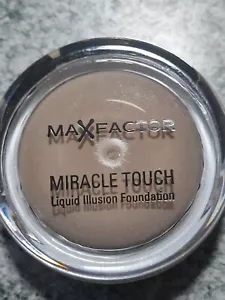 MAXFACTOR
MIRACLE TOUCH
Liquid Illusion Foundation